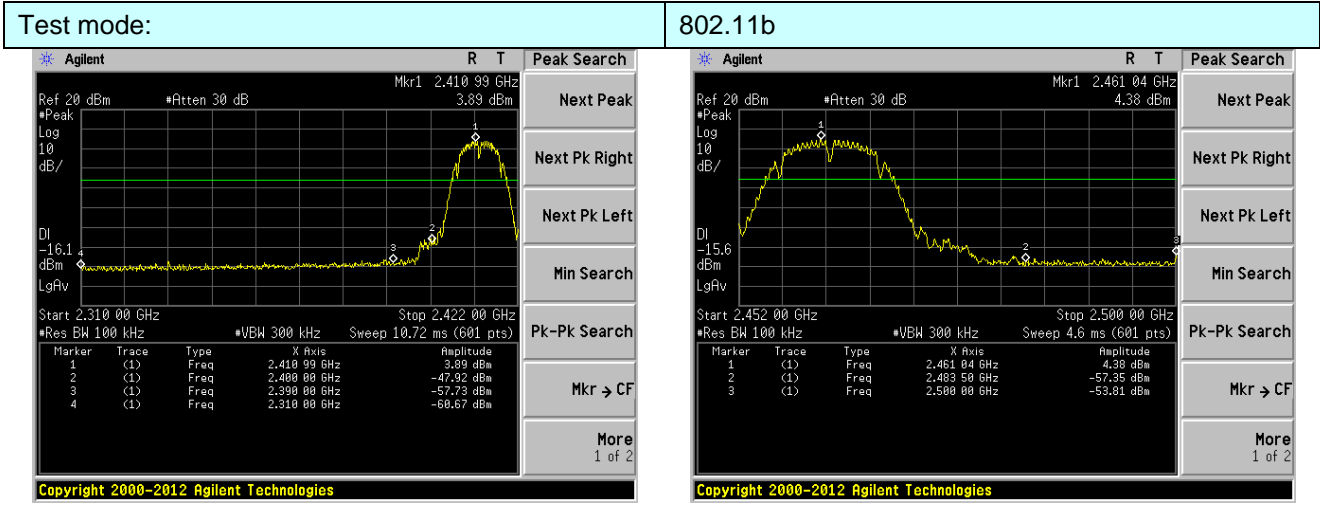 Test mode: 802.11b
Agilent R T Peak Search
Mkr1 2.410 99 GHz
Ref 20 dBm #Atten 30 dB 3.89 dBm
#Peak
Log
10
dB/
1
2
3
4
DI
-16.1
dBm
LgAv
Start 2.310 00 GHz Stop 2.422 00 GHz
#Res BW 100 kHz #VBW 300 kHz Sweep 10.72 ms (601 pts)
Marker Trace Type X Axis Amplitude
1 (1) Freq 2.410 99 GHz 3.89 dBm
2 (1) Freq 2.400 00 GHz -47.92 dBm
3 (1) Freq 2.390 00 GHz -57.73 dBm
4 (1) Freq 2.310 00 GHz -60.67 dBm
Copyright 2000-2012 Agilent Technologies
Next Peak
Next Pk Right
Next Pk Left
Min Search
Pk-Pk Search
Mkr → CF
More
1 of 2
Agilent R T Peak Search
Mkr1 2.461 04 GHz
Ref 20 dBm #Atten 30 dB 4.38 dBm
#Peak
Log
10
dB/
1
2
3
DI
-15.6
dBm
LgAv
Start 2.452 00 GHz Stop 2.500 00 GHz
#Res BW 100 kHz #VBW 300 kHz Sweep 4.6 ms (601 pts)
Marker Trace Type X Axis Amplitude
1 (1) Freq 2.461 04 GHz 4.38 dBm
2 (1) Freq 2.483 50 GHz -57.35 dBm
3 (1) Freq 2.500 00 GHz -53.81 dBm
Copyright 2000-2012 Agilent Technologies
Next Peak
Next Pk Right
Next Pk Left
Min Search
Pk-Pk Search
Mkr → CF
More
1 of 2